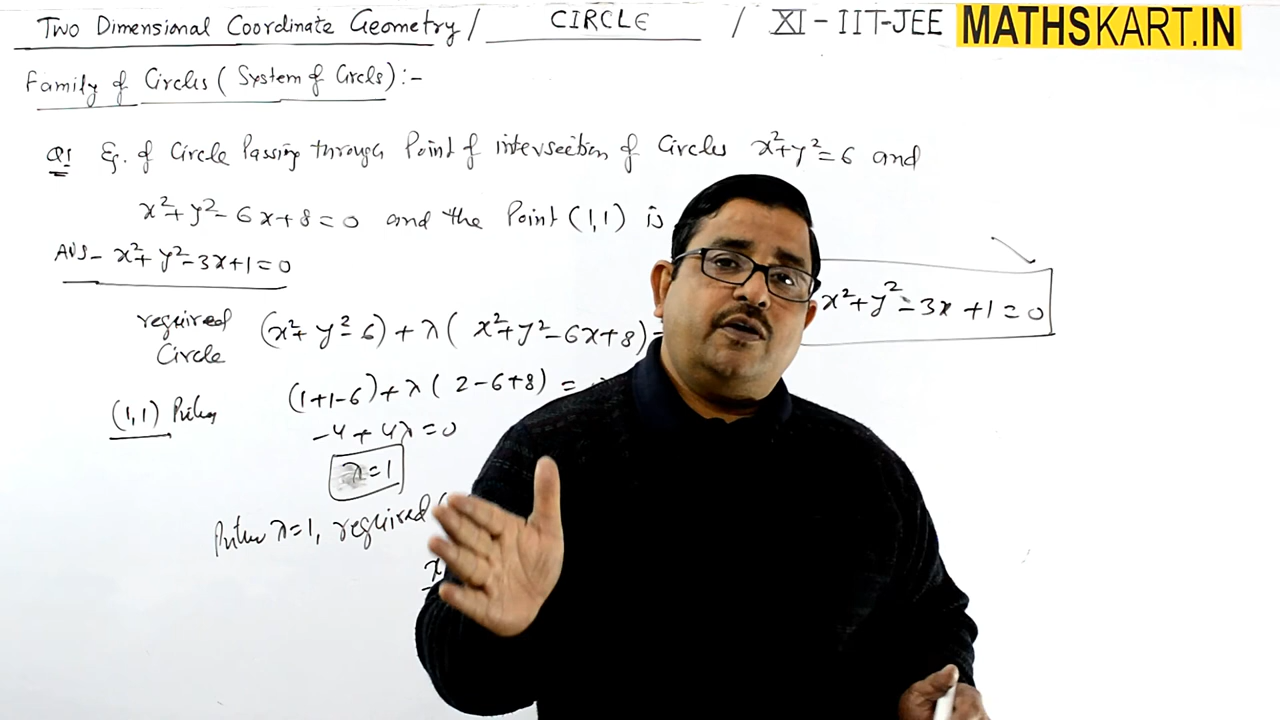 Two Dimensional Coordinate Geometry / CIRCLE / XI - IIT-JEE MATHSKART.IN
Family of Circles (System of Circls) :-
Q1 Eq. of Circle Passing through Point of intersection of Circles x²+y²=6 and
x²+y²-6x+8=0 and the Point (1,1) is
Ans- x²+y²-3x+1=0
required (x²+y²-6)+λ(x²+y²-6x+8)=
Circle
x²+y²-3x+1=0
(1,1) (1+1-6)+λ(2-6+8)=
-4+4λ=0
λ=1
λ=1, required
x